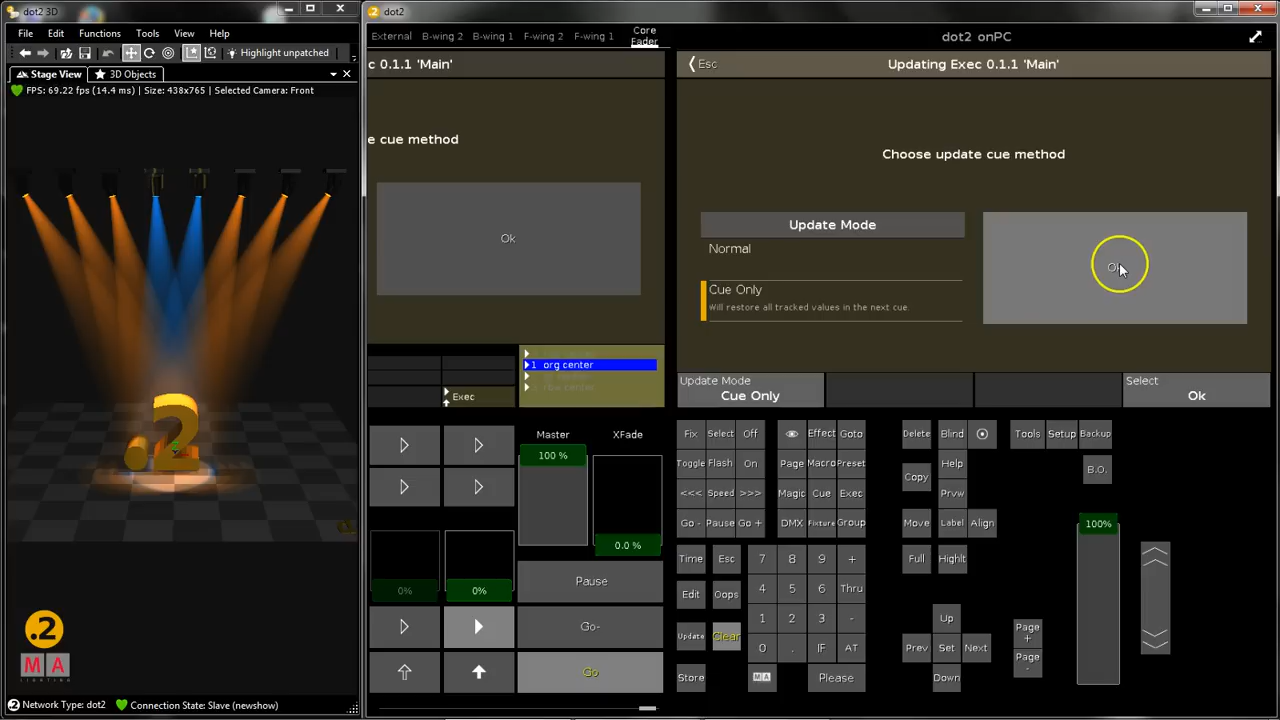 dot2 3D
File Edit Functions Tools View Help
Highlight unpatched
Stage View 3D Objects
FPS: 69.22 fps (14.4 ms) | Size: 438x765 | Selected Camera: Front
.2
MA
LIGHTING
Network Type: dot2 Connection State: Slave (newshow)
dot2
External B-wing 2 B-wing 1 F-wing 2 F-wing 1 Core Fader
dot2 onPC
c 0.1.1 'Main'
e cue method
Ok
Exec
1 org center
Master XFade
100 %
0.0 %
0% 0%
Pause
Go-
Go
Esc
Updating Exec 0.1.1 'Main'
Choose update cue method
Update Mode
Normal
Cue Only
Will restore all tracked values in the next cue.
Ok
Update Mode
Cue Only
Select
Ok
Fix Select Off Effect Goto Delete Blind Tools Setup Backup
Toggle Flash On Page Macro Preset Copy Help B.O.
<<< Speed >>> Magic Cue Exec Prvw
Go - Pause Go + DMX Fixture Group Move Label Align 100%
Time Esc 7 8 9 + Full Highlt
Edit Oops 4 5 6 Thru
Update Clear 1 2 3 - Up Page +
0 . IF AT Prev Set Next Page -
Store MA Please Down